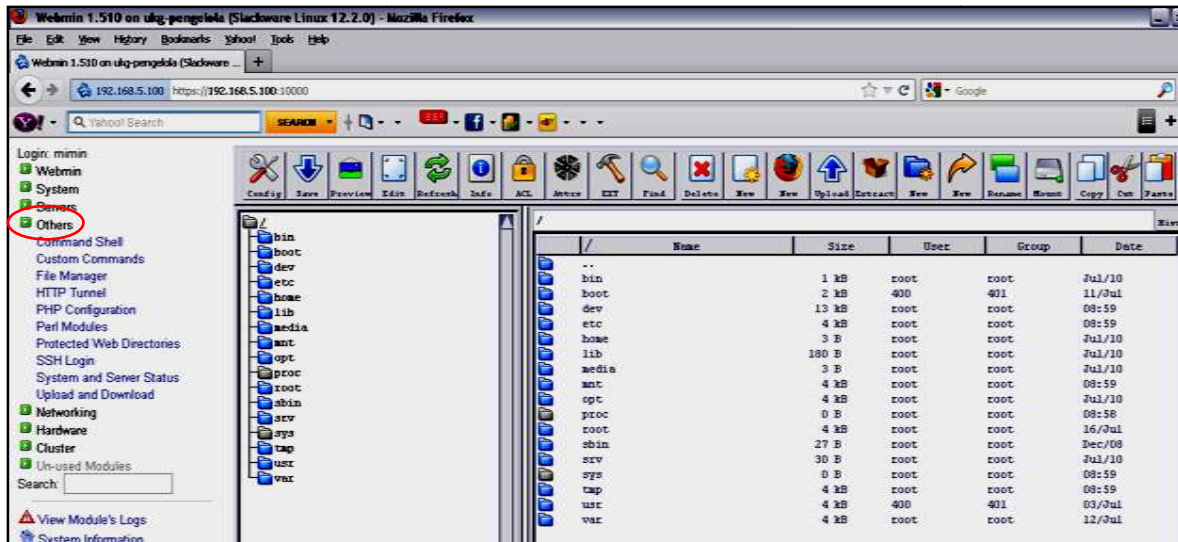 Webmin 1.510 on ukg-pengelola (Slackware Linux 12.2.0) - Mozilla Firefox
File Edit View History Bookmarks Yahoo! Tools Help
Webmin 1.510 on ukg-pengelola (Slackware ... +
192.168.5.100 https://192.168.5.100:10000 Google
Yahoo! Search SEARCH
Login: mimin
Webmin
System
Servers
Others
Command Shell
Custom Commands
File Manager
HTTP Tunnel
PHP Configuration
Perl Modules
Protected Web Directories
SSH Login
System and Server Status
Upload and Download
Networking
Hardware
Cluster
Un-used Modules
Search:
View Module's Logs
System Information
Config Save Preview Edit Refresh Info ACL Attrs EXT Find Delete New New Upload Extract New New Rename Mount Copy Cut Paste
/
bin
boot
dev
etc
home
lib
media
mnt
opt
proc
root
sbin
srv
sys
tmp
usr
var
/
/ Name Size User Group Date
..
bin 1 kB root root Jul/10
boot 2 kB 400 401 11/Jul
dev 13 kB root root 08:59
etc 4 kB root root 08:59
home 3 B root root Jul/10
lib 180 B root root Jul/10
media 3 B root root Jul/10
mnt 4 kB root root 08:59
opt 4 kB root root Jul/10
proc 0 B root root 08:58
root 4 kB root root 16/Jul
sbin 27 B root root Dec/08
srv 30 B root root Jul/10
sys 0 B root root 08:59
tmp 4 kB root root 08:59
usr 4 kB 400 401 03/Jul
var 4 kB root root 12/Jul